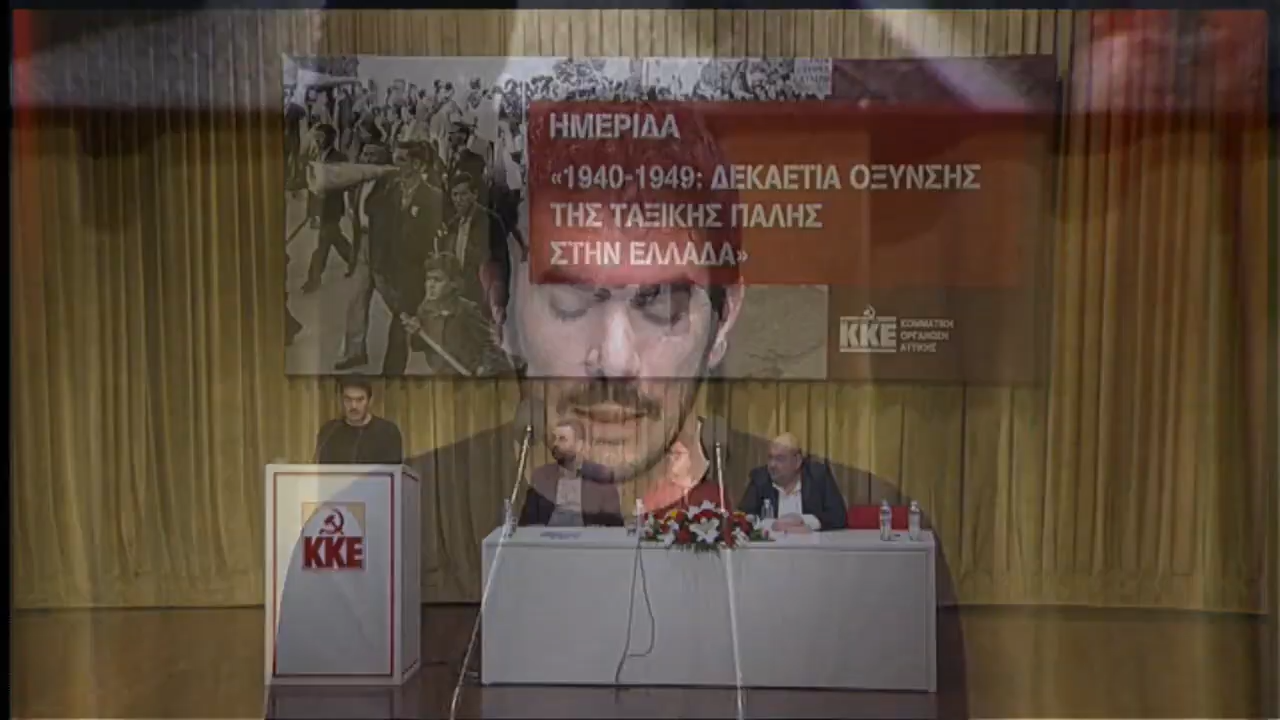 ΗΜΕΡΙΔΑ
«1940-1949: ΔΕΚΑΕΤΙΑ ΟΞΥΝΣΗΣ
ΤΗΣ ΤΑΞΙΚΗΣ ΠΑΛΗΣ
ΣΤΗΝ ΕΛΛΑΔΑ»
ΚΚΕ
ΚΟΜΜΑΤΙΚΗ
ΟΡΓΑΝΩΣΗ
ΑΤΤΙΚΗΣ
ΚΚΕ